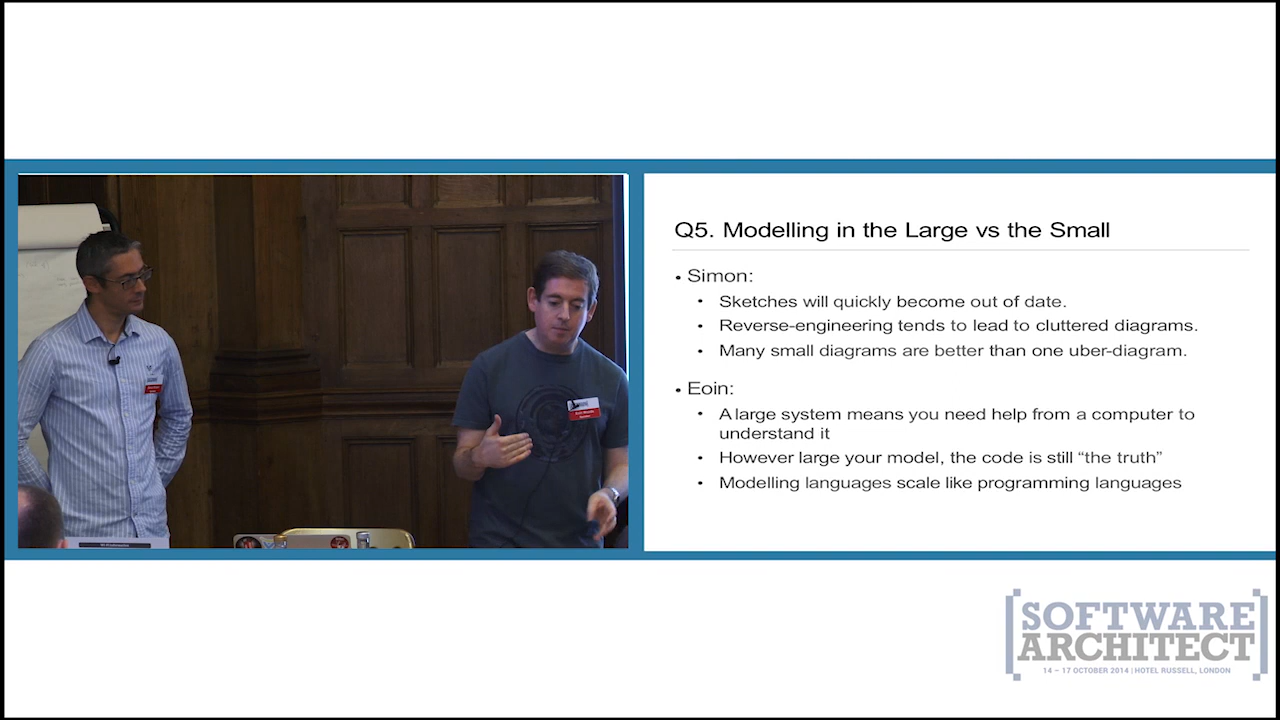 Q5. Modelling in the Large vs the Small
• Simon:
• Sketches will quickly become out of date.
• Reverse-engineering tends to lead to cluttered diagrams.
• Many small diagrams are better than one uber-diagram.
• Eoin:
• A large system means you need help from a computer to
understand it
• However large your model, the code is still “the truth”
• Modelling languages scale like programming languages
[SOFTWARE
ARCHITECT]
14 – 17 OCTOBER 2014 | HOTEL RUSSELL, LONDON